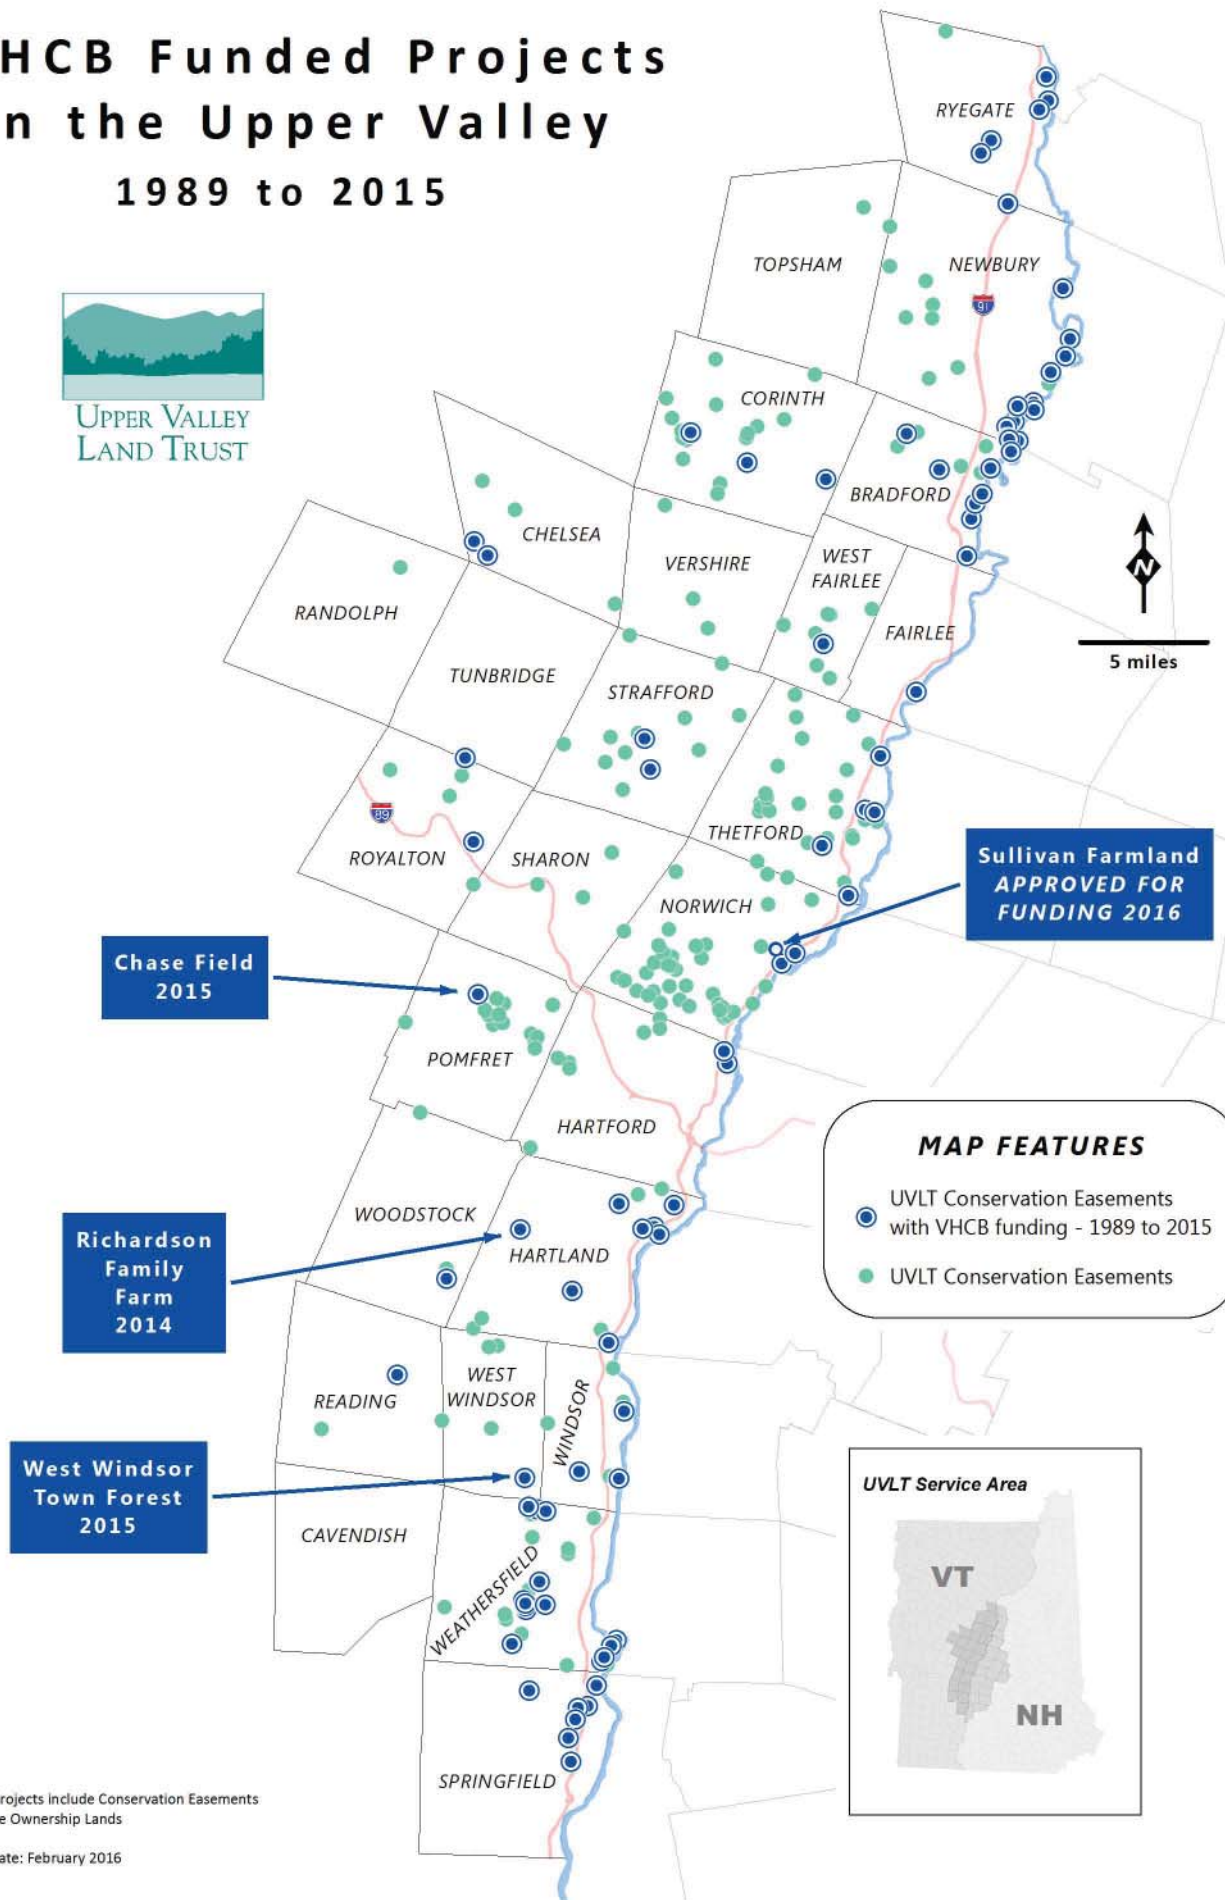 HCB Funded Projects
n the Upper Valley
1989 to 2015
UPPER VALLEY
LAND TRUST
RYEGATE
TOPSHAM
NEWBURY
91
CORINTH
BRADFORD
CHELSEA
VERSHIRE
WEST
FAIRLEE
N
RANDOLPH
FAIRLEE
5 miles
TUNBRIDGE
STRAFFORD
89
THETFORD
ROYALTON
SHARON
Sullivan Farmland
APPROVED FOR
FUNDING 2016
NORWICH
Chase Field
2015
POMFRET
HARTFORD
MAP FEATURES
UVLT Conservation Easements
with VHCB funding - 1989 to 2015
UVLT Conservation Easements
WOODSTOCK
Richardson
Family
Farm
2014
HARTLAND
READING
WEST
WINDSOR
WINDSOR
West Windsor
Town Forest
2015
UVLT Service Area
VT
NH
CAVENDISH
WEATHERSFIELD
SPRINGFIELD
rojects include Conservation Easements
e Ownership Lands
ate: February 2016